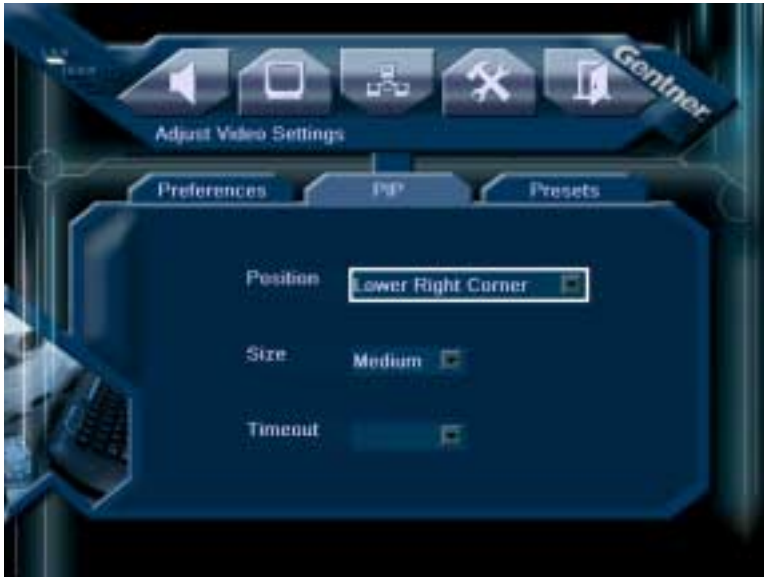 Gentner
Adjust Video Settings
Preferences
PIP
Presets
Position
Lower Right Corner
Size
Medium
Timeout